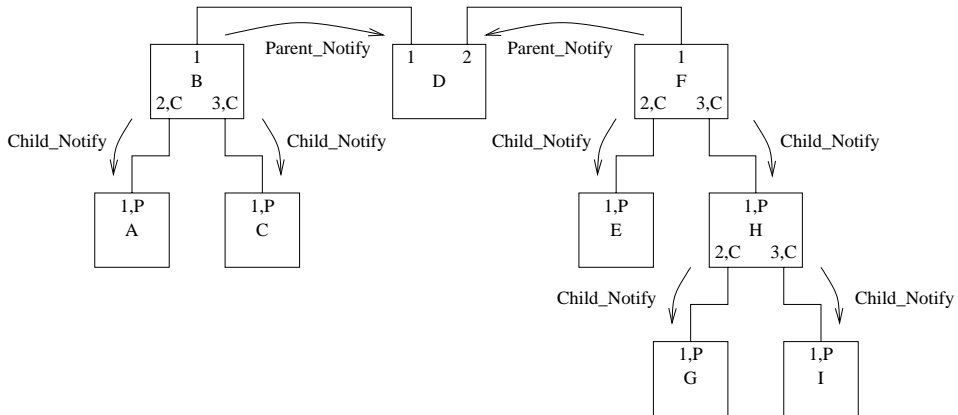 1
Parent_Notify
1 2
Parent_Notify
1
B
D
F
2,C 3,C
2,C 3,C
Child_Notify
Child_Notify
Child_Notify
Child_Notify
1,P
1,P
1,P
1,P
A
C
E
H
2,C 3,C
Child_Notify
Child_Notify
1,P
1,P
G
I